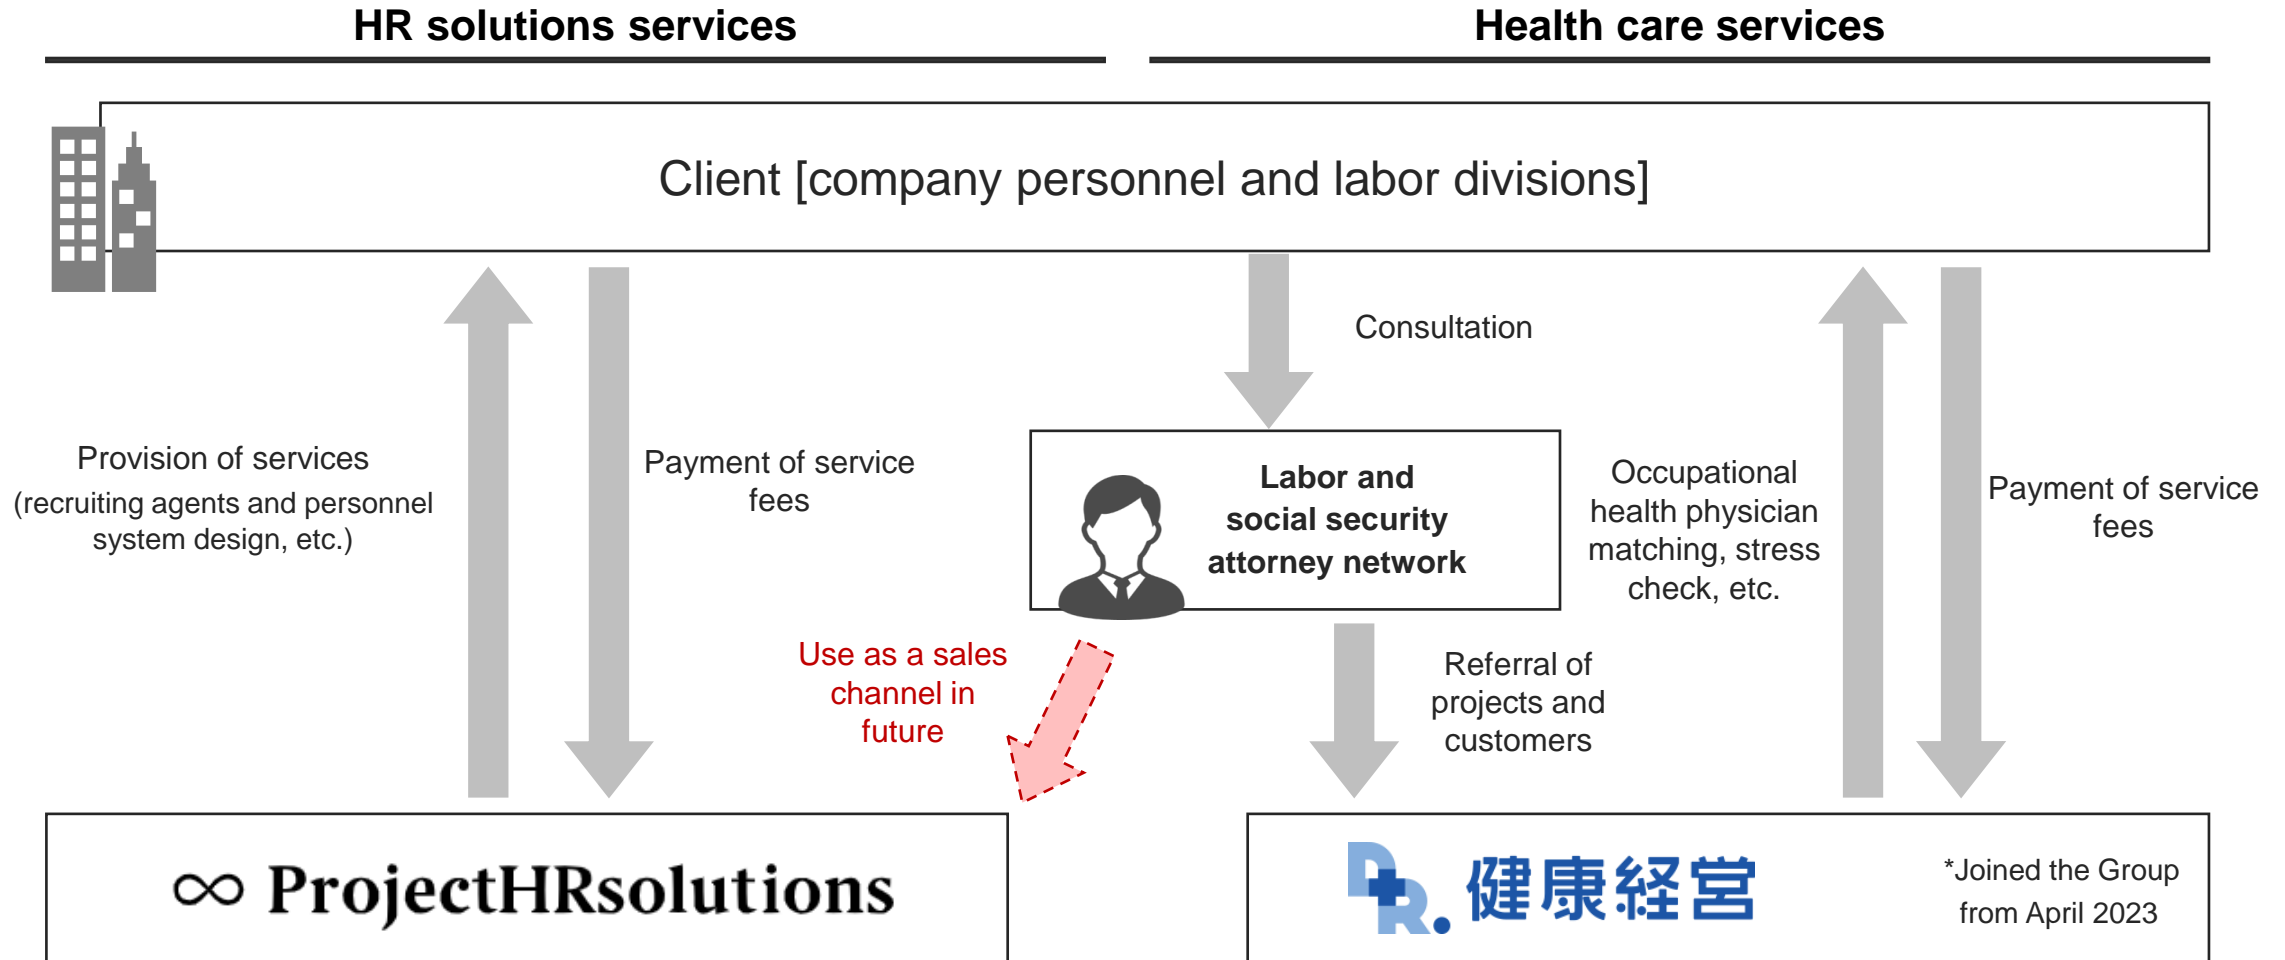 HR solutions services
Health care services
Client [company personnel and labor divisions]
Consultation
Provision of services
(recruiting agents and personnel
system design, etc.)
Payment of service
fees
Labor and
social security
attorney network
Occupational
health physician
matching, stress
check, etc.
Payment of service
fees
Use as a sales
channel in
future
Referral of
projects and
customers
∞ ProjectHRsolutions
DR.健康経営
*Joined the Group
from April 2023